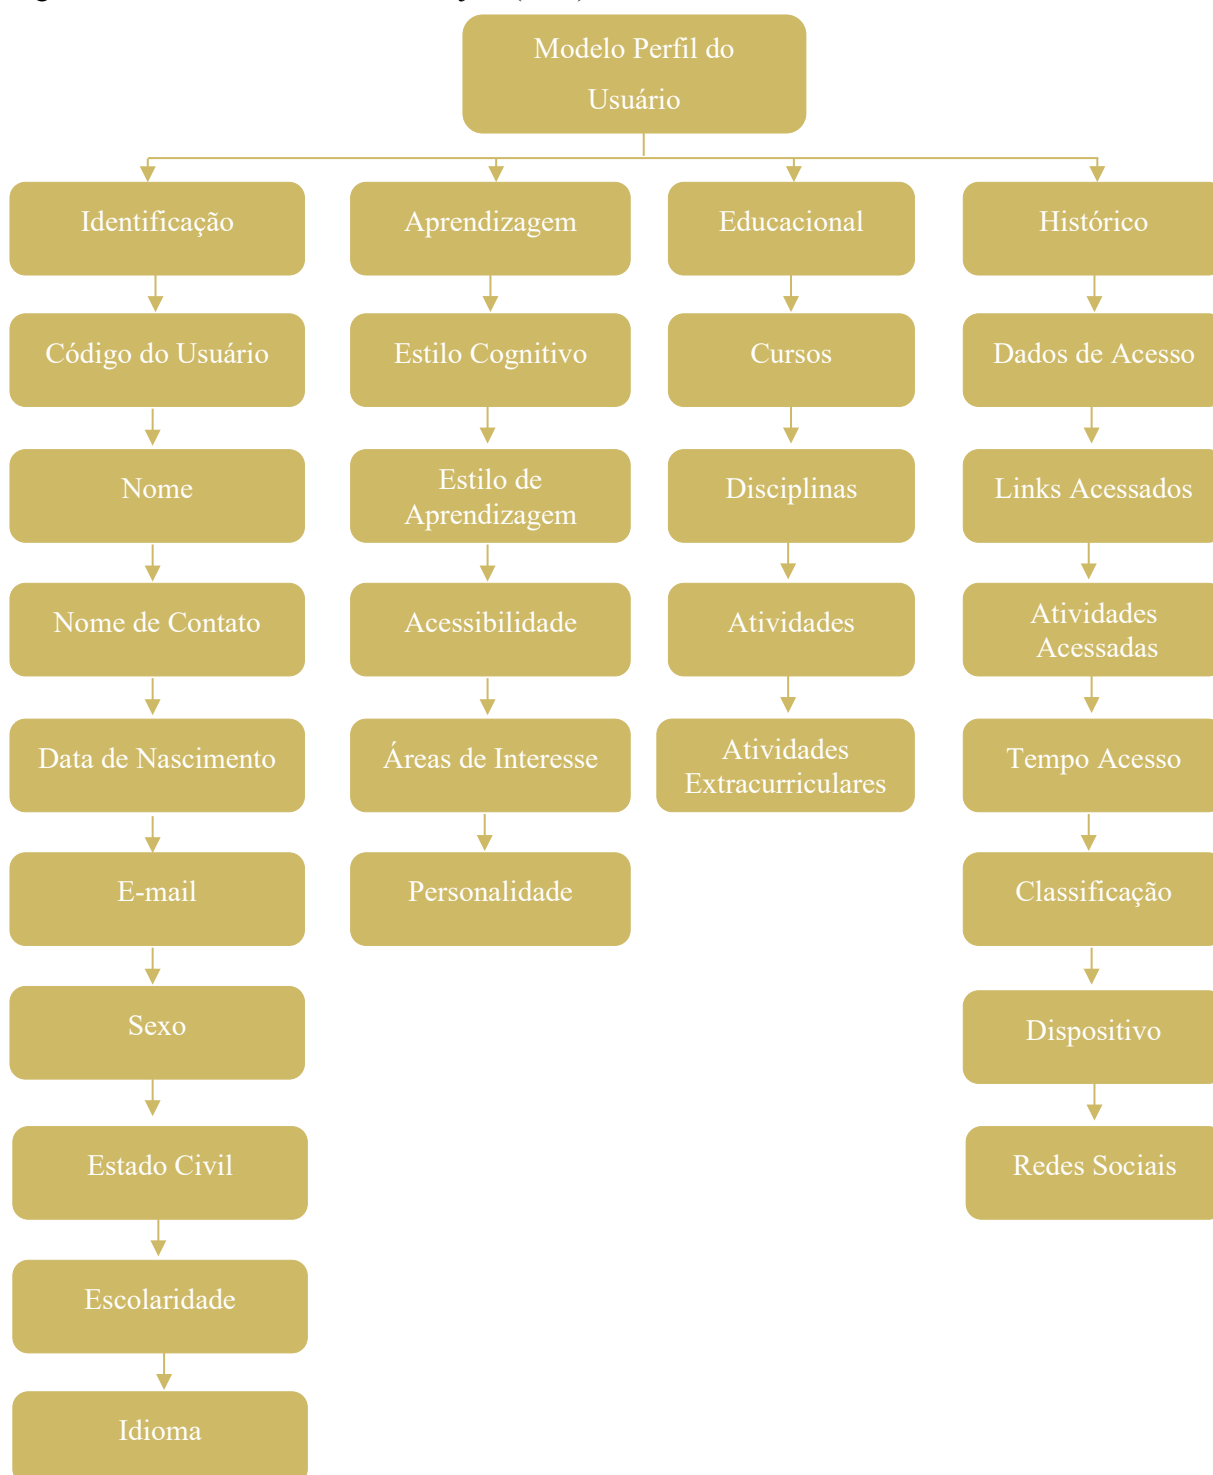 Modelo Perfil do
Usuário
Identificação
Aprendizagem
Educacional
Histórico
Código do Usuário
Estilo Cognitivo
Cursos
Dados de Acesso
Nome
Estilo de
Aprendizagem
Disciplinas
Links Acessados
Nome de Contato
Acessibilidade
Atividades
Atividades
Acessadas
Data de Nascimento
Áreas de Interesse
Atividades
Extracurriculares
Tempo Acesso
E-mail
Personalidade
Classificação
Sexo
Dispositivo
Estado Civil
Redes Sociais
Escolaridade
Idioma